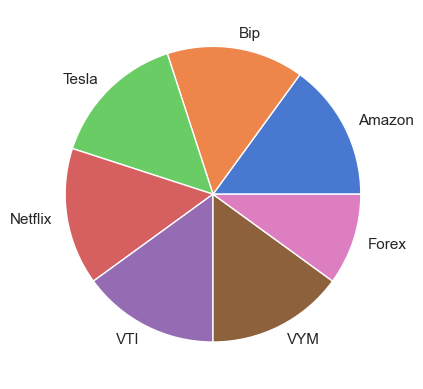 Bip
Tesla
Amazon
Netflix
Forex
VTI
VYM